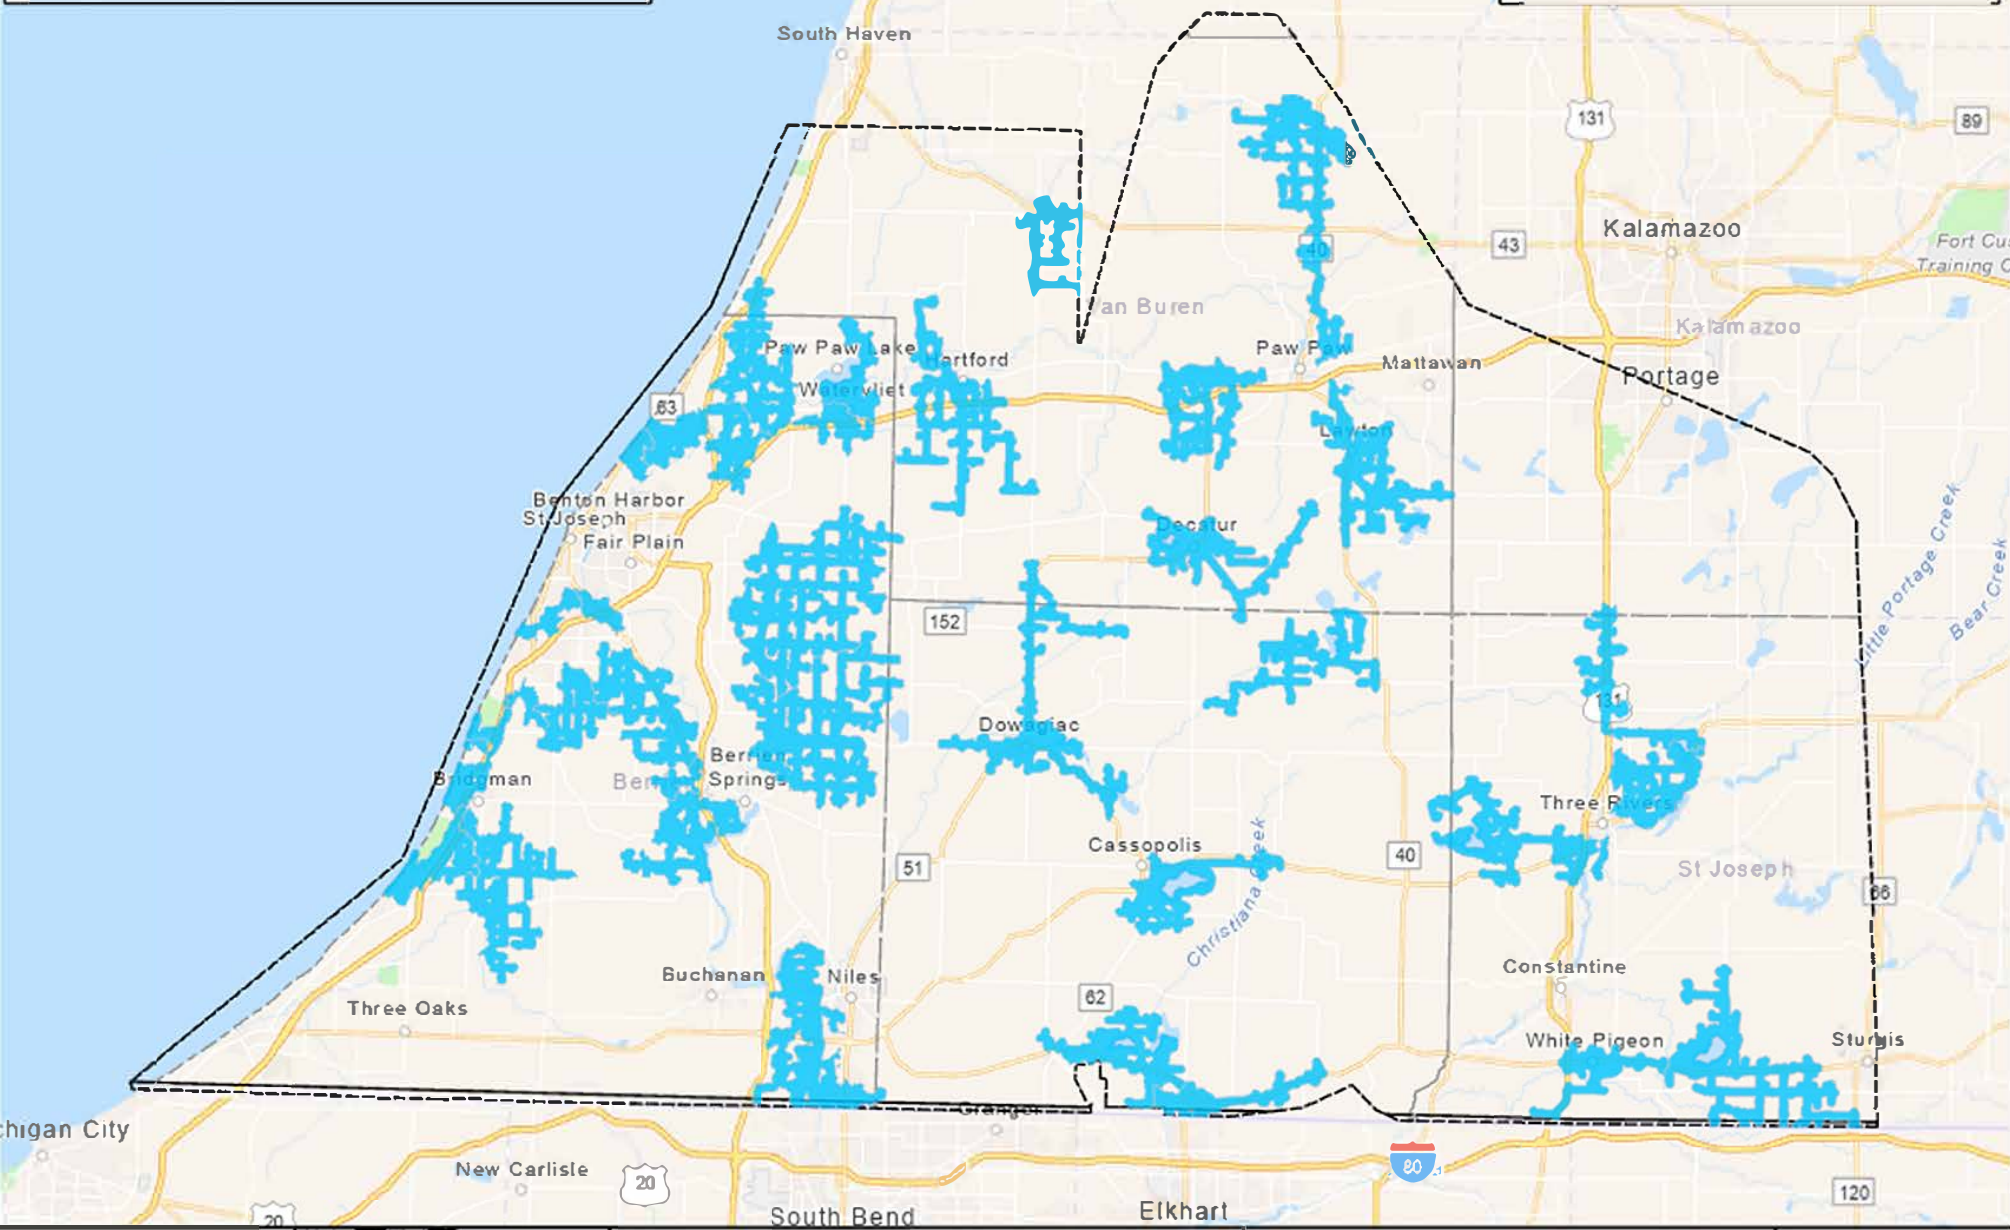 South Haven
131
89
Kalamazoo
43
Fort Cu
Training C
40
an Buren
Kalamazoo
Paw Paw Lake
Hartford
Paw Paw
Mattawan
Portage
Watervliet
63
Lawton
Benton Harbor
St Joseph
Fair Plain
Decatur
Little Portage Creek
Bear Creek
152
131
Dowagiac
Berrien
Springs
Bridgman
Ber
Three Rivers
Cassopolis
40
51
St Joseph
66
Christiana Creek
Buchanan
Niles
Constantine
62
Three Oaks
White Pigeon
Sturgis
Granger
chigan City
New Carlisle
20
80
120
20
South Bend
Elkhart